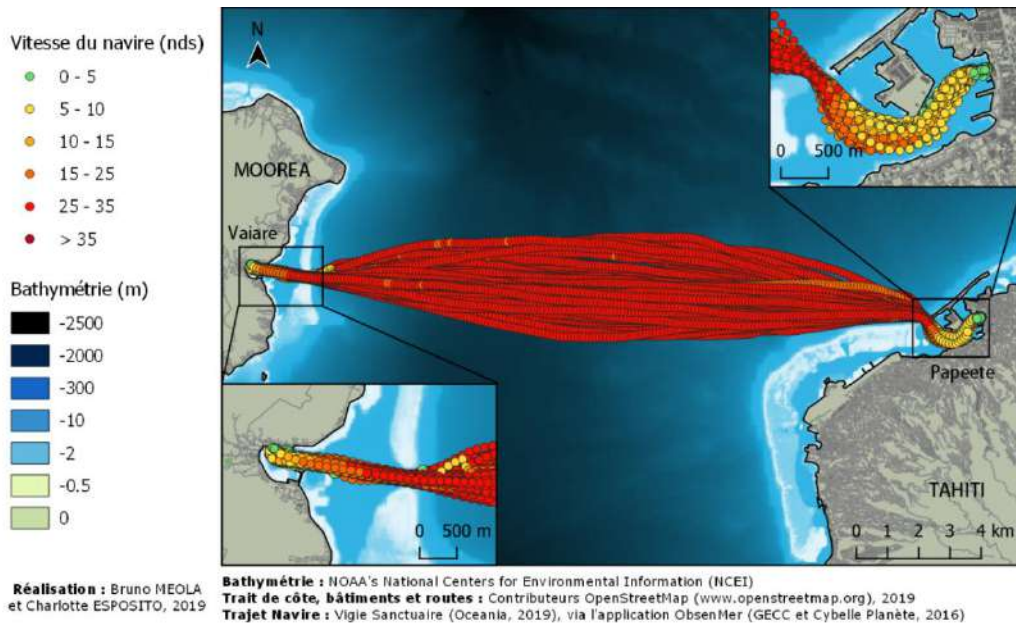 Vitesse du navire (nds)
0 - 5
5 - 10
10 - 15
15 - 25
25 - 35
> 35
Bathymétrie (m)
-2500
-2000
-300
-10
-2
-0.5
0
N
MOOREA
Vaiare
0 500 m
Papeete
TAHITI
0 500 m
0 1 2 3 4 km
Réalisation : Bruno MEOLA
et Charlotte ESPOSITO, 2019
Bathymétrie : NOAA's National Centers for Environmental Information (NCEI)
Trait de côte, bâtiments et routes : Contributeurs OpenStreetMap (www.openstreetmap.org), 2019
Trajet Navire : Vigie Sanctuaire (Oceania, 2019), via l'application ObsenMer (GECC et Cybelle Planète, 2016)